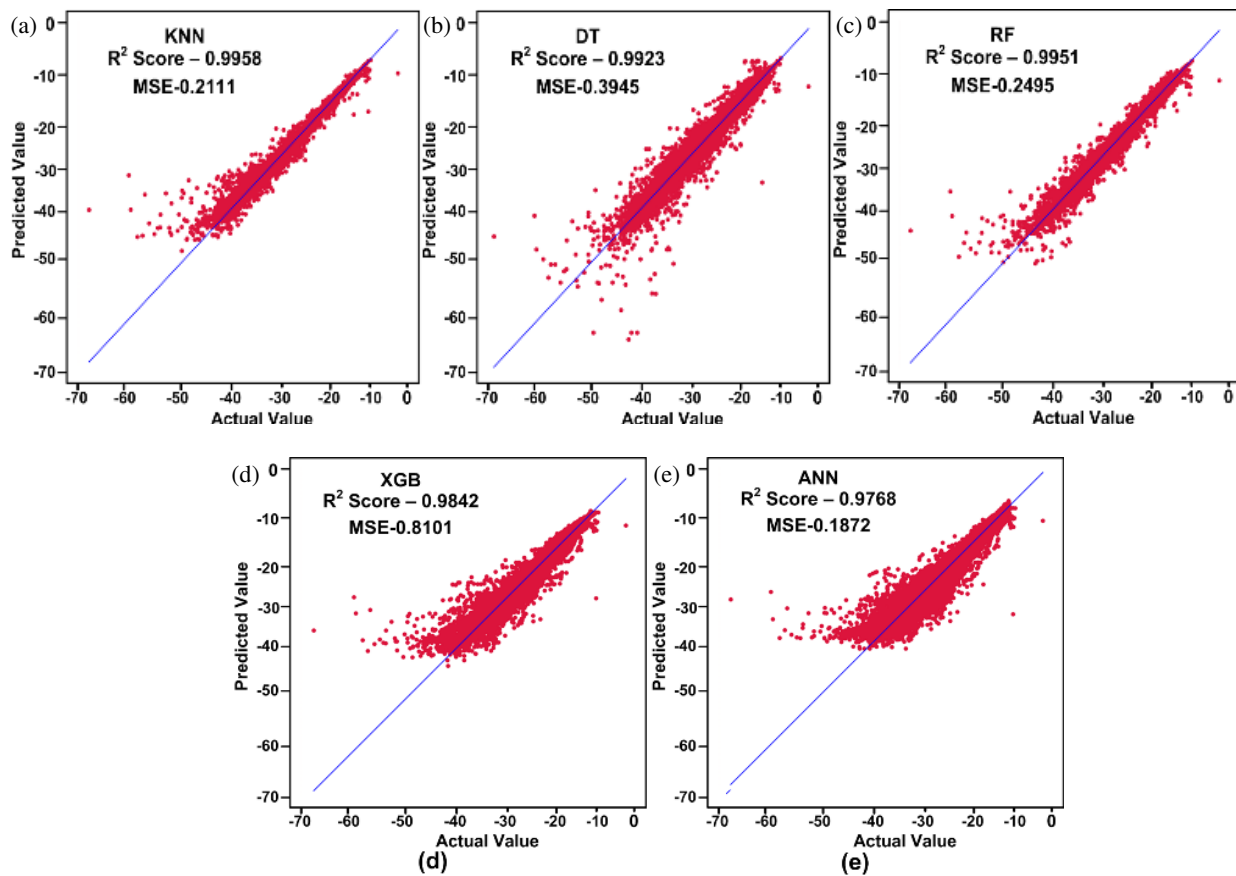 (a)
KNN
R² Score – 0.9958
MSE-0.2111
0
-10
-20
-30
-40
-50
-60
-70
Predicted Value
-70 -60 -50 -40 -30 -20 -10 0
Actual Value
(b)
DT
R² Score – 0.9923
MSE-0.3945
0
-10
-20
-30
-40
-50
-60
-70
Predicted Value
-70 -60 -50 -40 -30 -20 -10 0
Actual Value
(c)
RF
R² Score – 0.9951
MSE-0.2495
0
-10
-20
-30
-40
-50
-60
-70
Predicted Value
-70 -60 -50 -40 -30 -20 -10 0
Actual Value
(d)
XGB
R² Score – 0.9842
MSE-0.8101
0
-10
-20
-30
-40
-50
-60
-70
Predicted Value
-70 -60 -50 -40 -30 -20 -10 0
Actual Value
(d)
(e)
ANN
R² Score – 0.9768
MSE-0.1872
0
-10
-20
-30
-40
-50
-60
-70
Predicted Value
-70 -60 -50 -40 -30 -20 -10 0
Actual Value
(e)